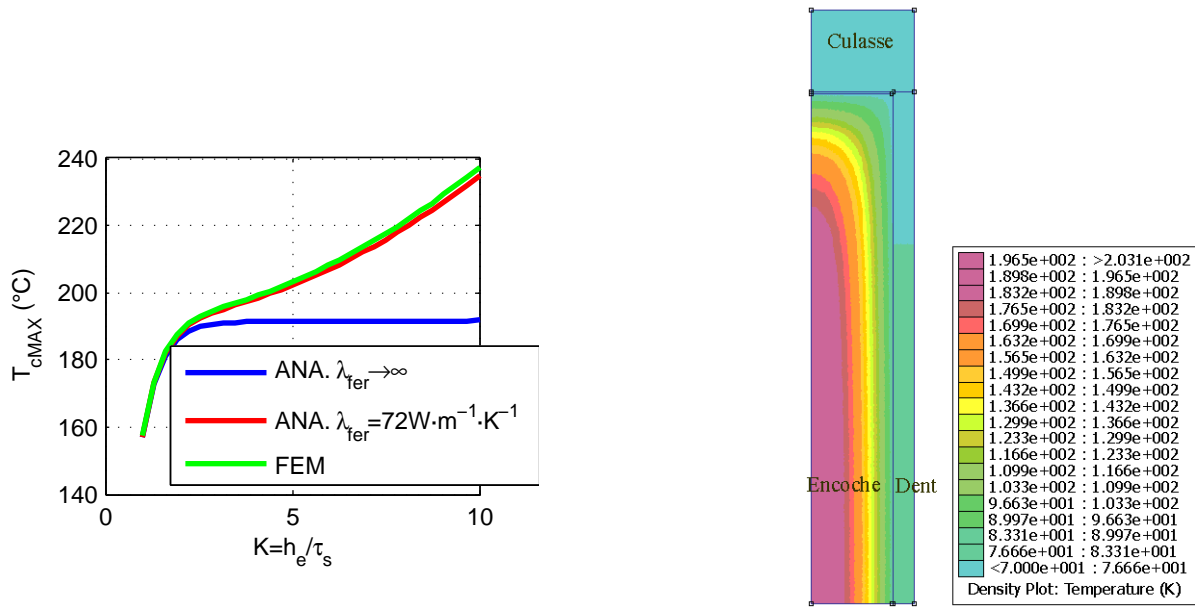 240
220
200
180
160
140
T_cMAX (°C)
ANA. λ_fer→∞
ANA. λ_fer=72W·m⁻¹·K⁻¹
FEM
0
5
10
K=h_e/τ_s
Culasse
Encoche
Dent
1.965e+002 : >2.031e+002
1.898e+002 : 1.965e+002
1.832e+002 : 1.898e+002
1.765e+002 : 1.832e+002
1.699e+002 : 1.765e+002
1.632e+002 : 1.699e+002
1.565e+002 : 1.632e+002
1.499e+002 : 1.565e+002
1.432e+002 : 1.499e+002
1.366e+002 : 1.432e+002
1.299e+002 : 1.366e+002
1.233e+002 : 1.299e+002
1.166e+002 : 1.233e+002
1.099e+002 : 1.166e+002
1.033e+002 : 1.099e+002
9.663e+001 : 1.033e+002
8.997e+001 : 9.663e+001
8.331e+001 : 8.997e+001
7.666e+001 : 8.331e+001
<7.000e+001 : 7.666e+001
Density Plot: Temperature (K)